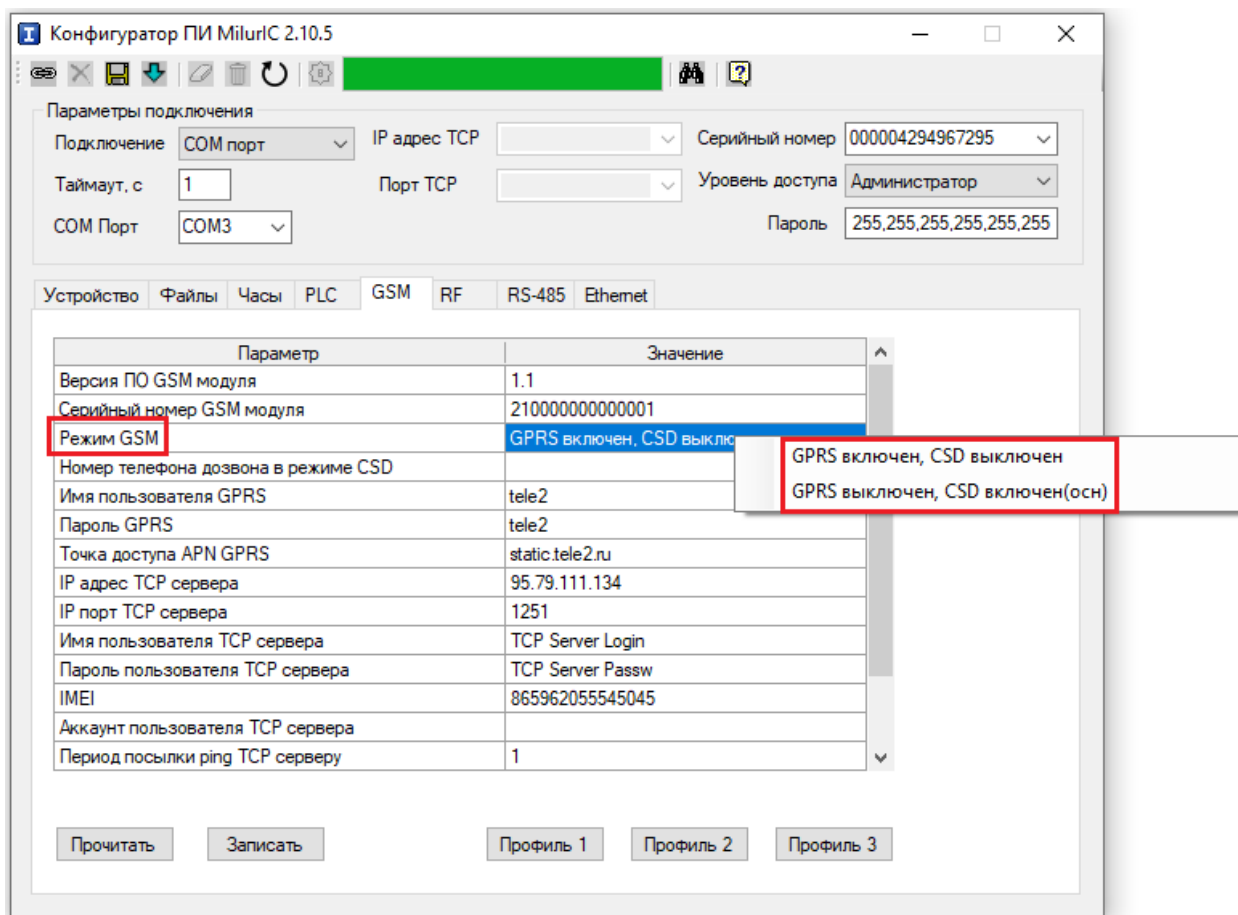 Конфигуратор ПИ MilurIC 2.10.5
Параметры подключения
Подключение COM порт IP адрес TCP Серийный номер 000004294967295
Таймаут, с 1 Порт TCP Уровень доступа Администратор
COM Порт COM3 Пароль 255,255,255,255,255,255
Устройство Файлы Часы PLC GSM RF RS-485 Ethernet
Параметр Значение
Версия ПО GSM модуля 1.1
Серийный номер GSM модуля 210000000000001
Режим GSM GPRS включен, CSD выклю
GPRS включен, CSD выключен
Номер телефона дозвона в режиме CSD
GPRS выключен, CSD включен(осн)
Имя пользователя GPRS tele2
Пароль GPRS tele2
Точка доступа APN GPRS static.tele2.ru
IP адрес TCP сервера 95.79.111.134
IP порт TCP сервера 1251
Имя пользователя TCP сервера TCP Server Login
Пароль пользователя TCP сервера TCP Server Passw
IMEI 865962055545045
Аккаунт пользователя TCP сервера
Период посылки ping TCP серверу 1
Прочитать Записать Профиль 1 Профиль 2 Профиль 3